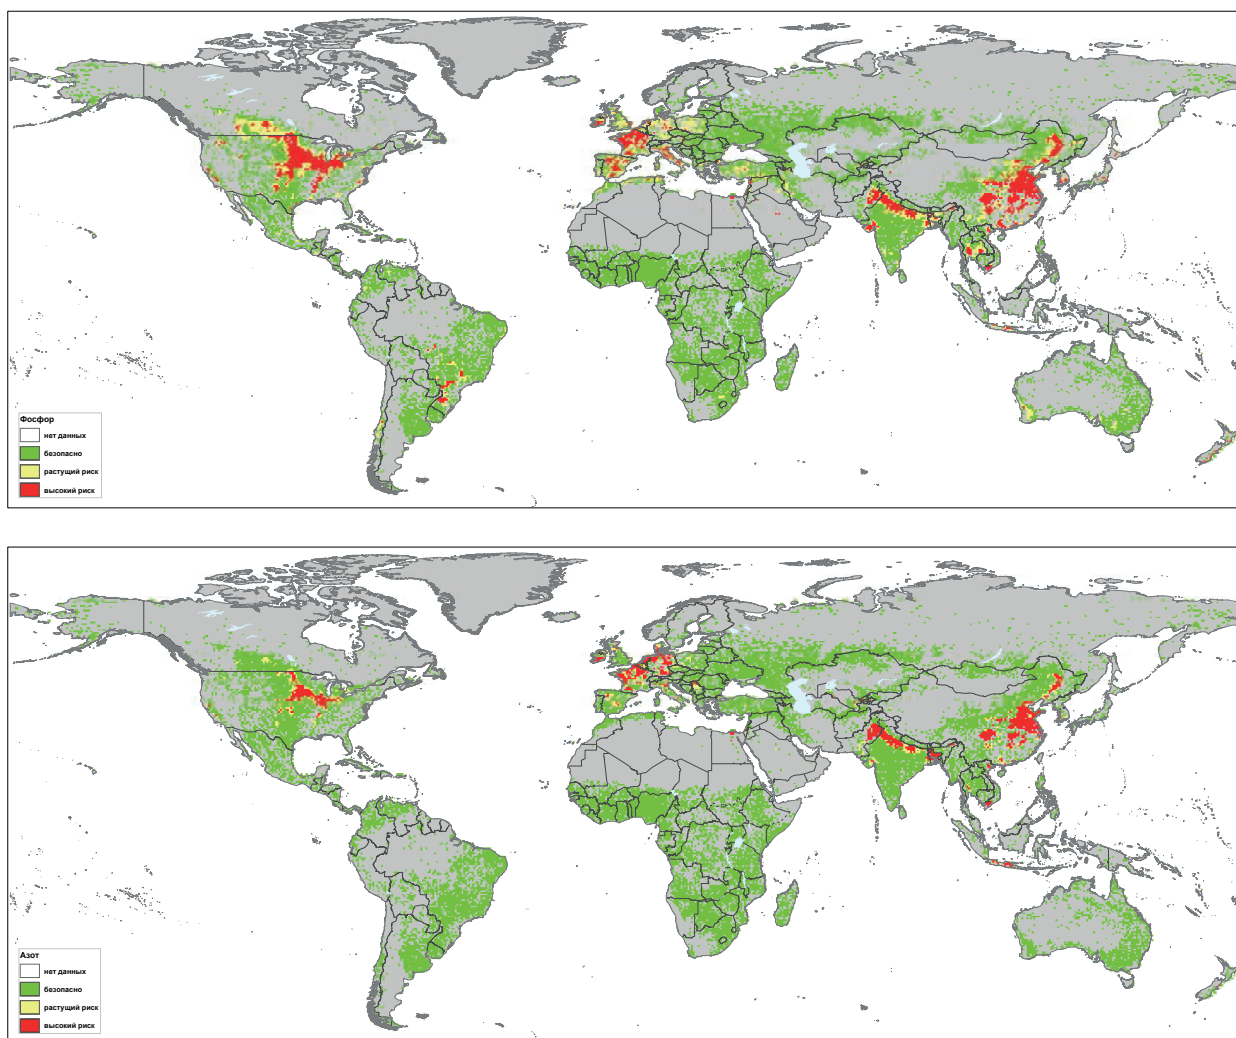 Фосфор
нет данных
безопасно
растущий риск
высокий риск
Азот
нет данных
безопасно
растущий риск
высокий риск